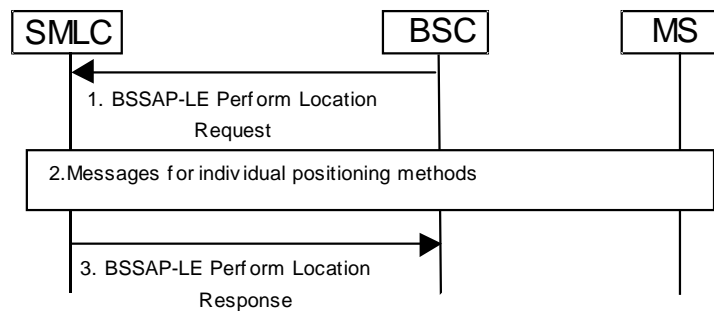 SMLC
BSC
MS
1. BSSAP-LE Perform Location
Request
2.Messages for individual positioning methods
3. BSSAP-LE Perform Location
Response